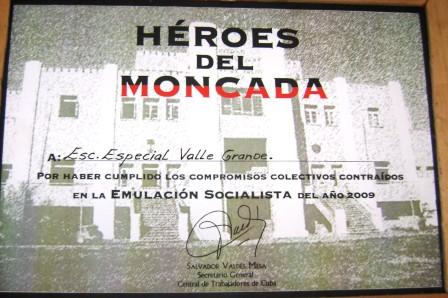 HÉROES
DEL
MONCADA
A: Esc. Especial Valle Grande.
POR HABER CUMPLIDO LOS COMPROMISOS COLECTIVOS CONTRAÍDOS
EN LA EMULACIÓN SOCIALISTA DEL AÑO 2009
SALVADOR VALDÉS MESA
Secretario General
Central de Trabajadores de Cuba